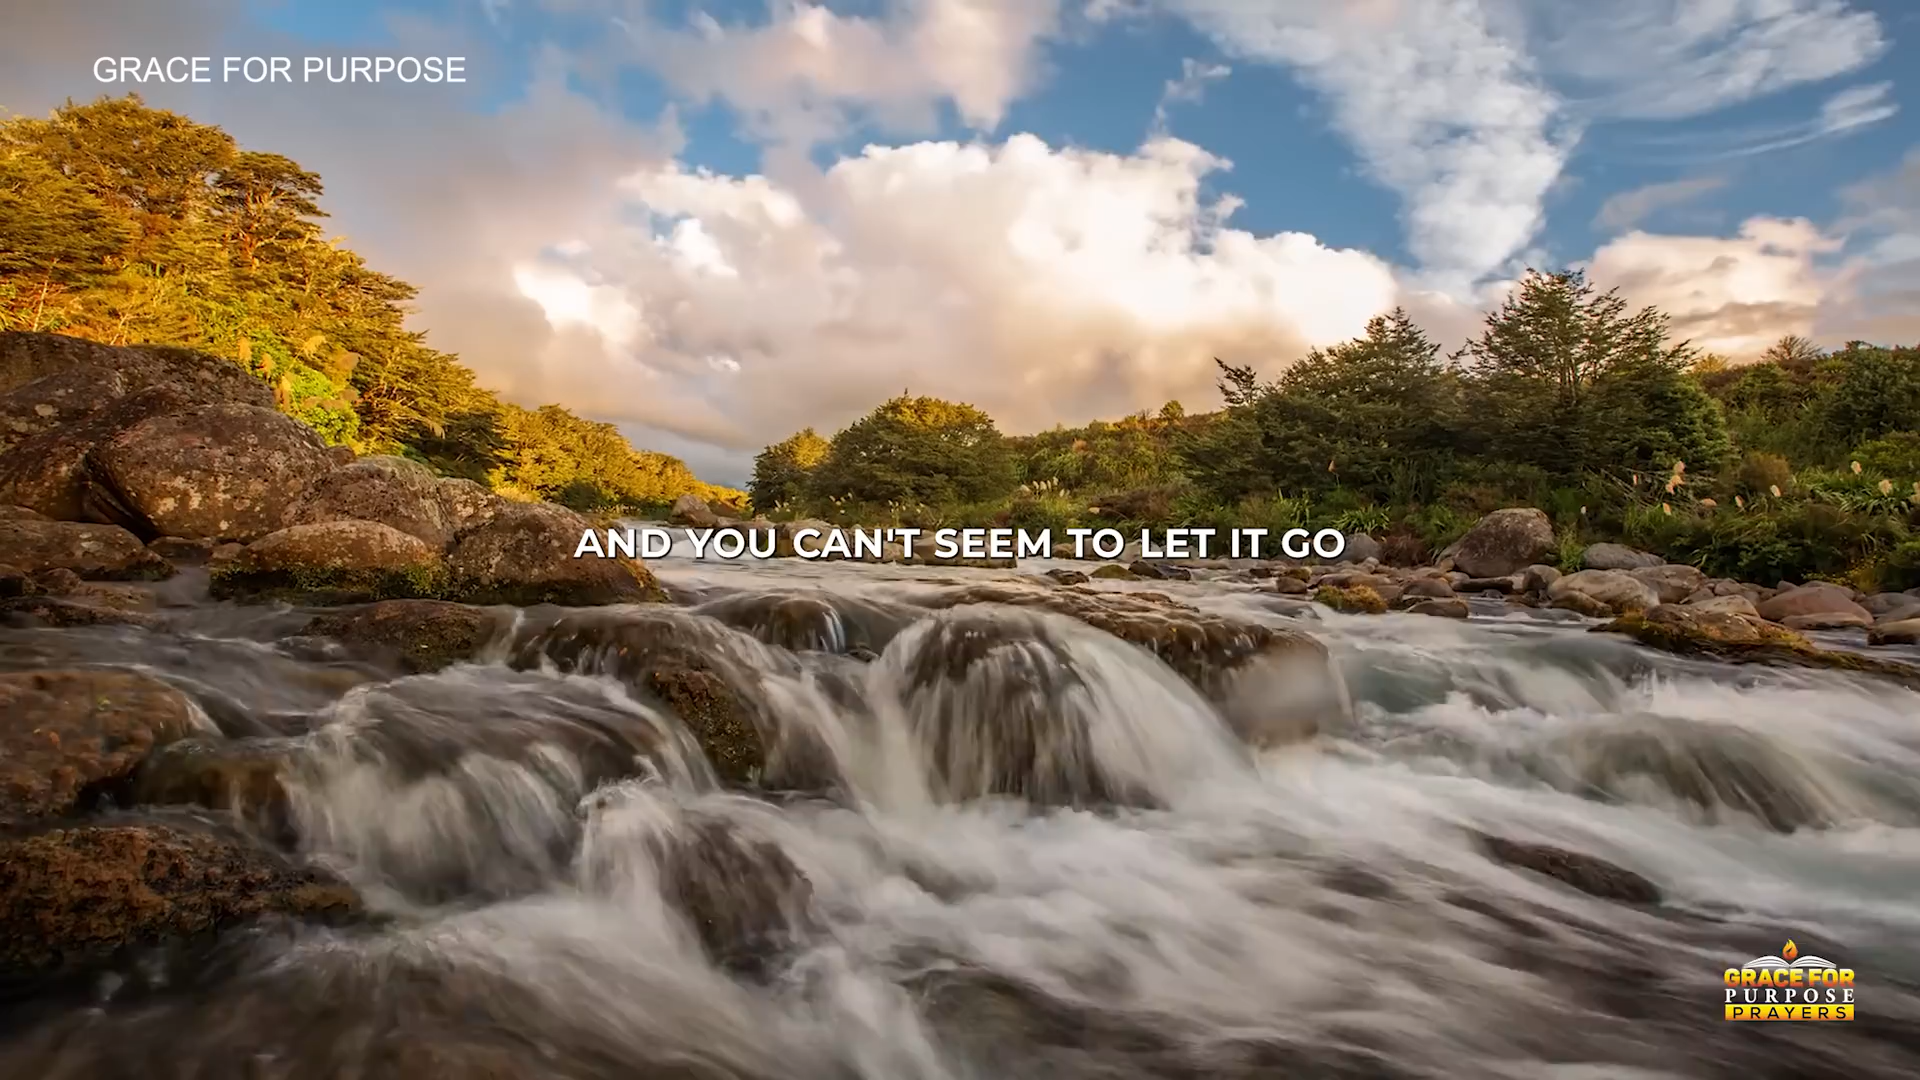 GRACE FOR PURPOSE
AND YOU CAN'T SEEM TO LET IT GO
GRACE FOR
PURPOSE
PRAYERS